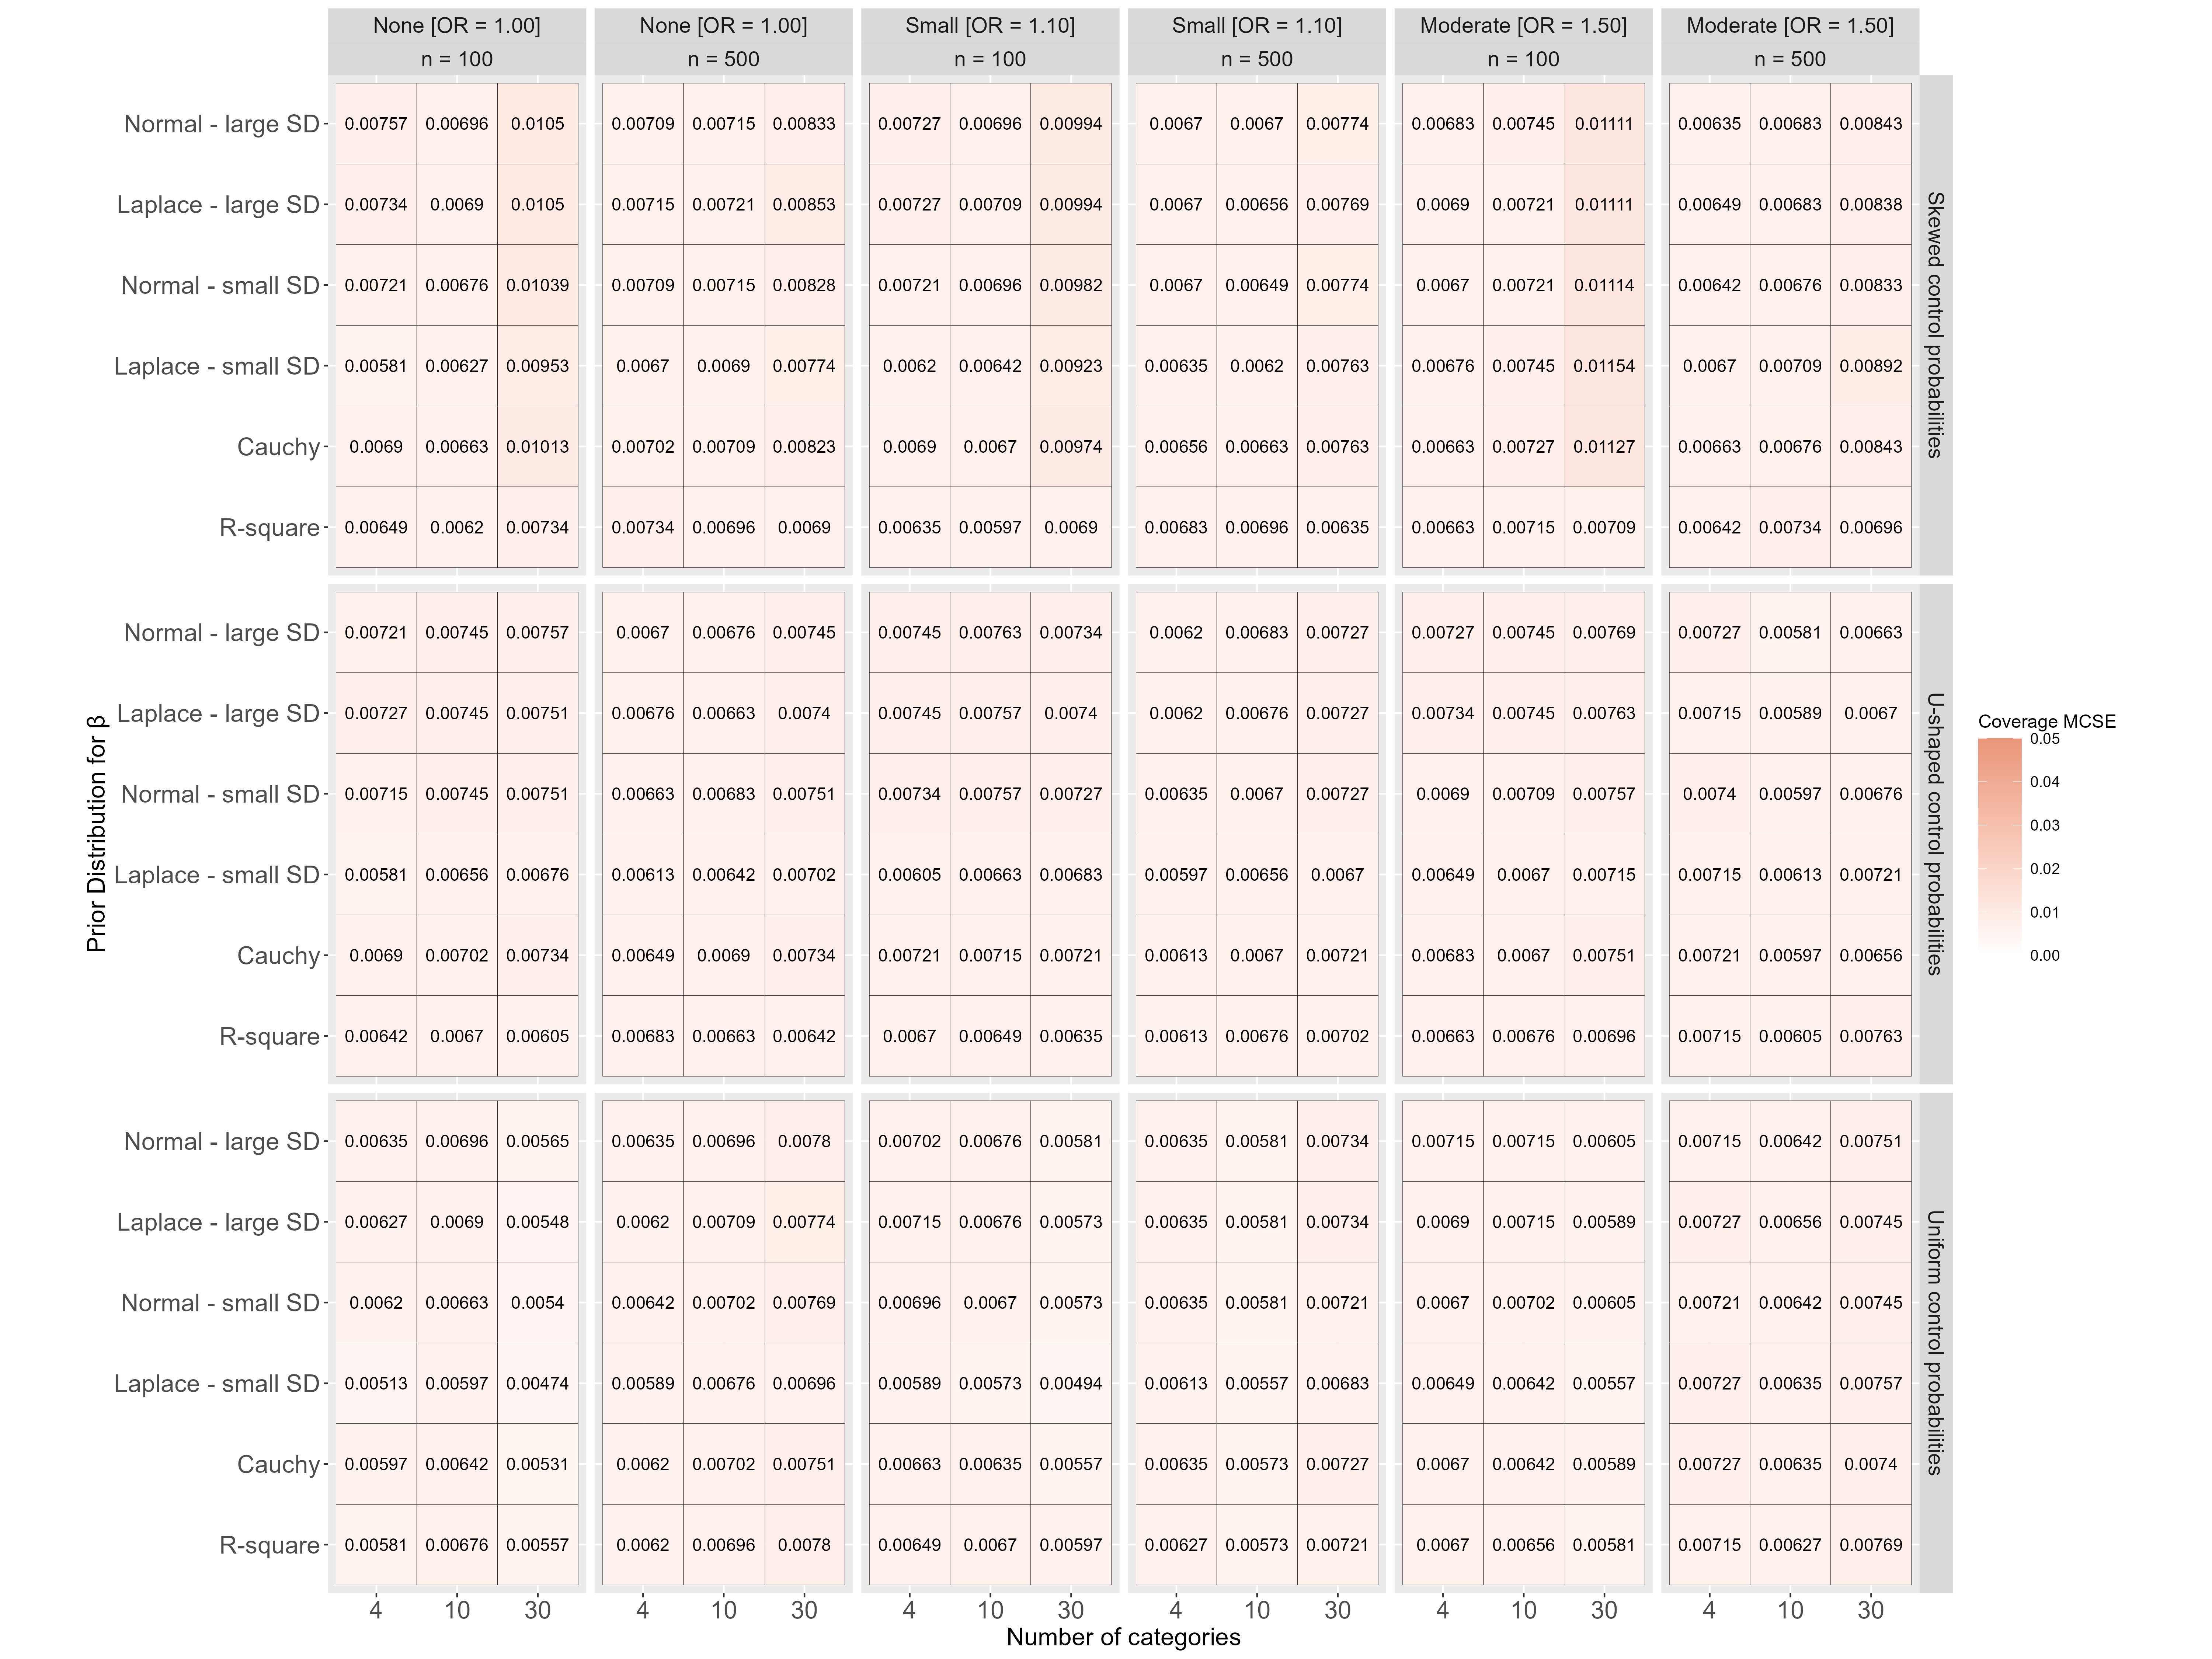 None [OR = 1.00] None [OR = 1.00] Small [OR = 1.10] Small [OR = 1.10] Moderate [OR = 1.50] Moderate [OR = 1.50]
n = 100 n = 500 n = 100 n = 500 n = 100 n = 500
Normal - large SD 0.00757 0.00696 0.0105 0.00709 0.00715 0.00833 0.00727 0.00696 0.00994 0.0067 0.0067 0.00774 0.00683 0.00745 0.01111 0.00635 0.00683 0.00843
Laplace - large SD 0.00734 0.0069 0.0105 0.00715 0.00721 0.00853 0.00727 0.00709 0.00994 0.0067 0.00656 0.00769 0.0069 0.00721 0.01111 0.00649 0.00683 0.00838
Normal - small SD 0.00721 0.00676 0.01039 0.00709 0.00715 0.00828 0.00721 0.00696 0.00982 0.0067 0.00649 0.00774 0.0067 0.00721 0.01114 0.00642 0.00676 0.00833
Laplace - small SD 0.00581 0.00627 0.00953 0.0067 0.0069 0.00774 0.0062 0.00642 0.00923 0.00635 0.0062 0.00763 0.00676 0.00745 0.01154 0.0067 0.00709 0.00892
Cauchy 0.0069 0.00663 0.01013 0.00702 0.00709 0.00823 0.0069 0.0067 0.00974 0.00656 0.00663 0.00763 0.00663 0.00727 0.01127 0.00663 0.00676 0.00843
R-square 0.00649 0.0062 0.00734 0.00734 0.00696 0.0069 0.00635 0.00597 0.0069 0.00683 0.00696 0.00635 0.00663 0.00715 0.00709 0.00642 0.00734 0.00696
Skewed control probabilities
Normal - large SD 0.00721 0.00745 0.00757 0.0067 0.00676 0.00745 0.00745 0.00763 0.00734 0.0062 0.00683 0.00727 0.00727 0.00745 0.00769 0.00727 0.00581 0.00663
Laplace - large SD 0.00727 0.00745 0.00751 0.00676 0.00663 0.0074 0.00745 0.00757 0.0074 0.0062 0.00676 0.00727 0.00734 0.00745 0.00763 0.00715 0.00589 0.0067
Normal - small SD 0.00715 0.00745 0.00751 0.00663 0.00683 0.00751 0.00734 0.00757 0.00727 0.00635 0.0067 0.00727 0.0069 0.00709 0.00757 0.0074 0.00597 0.00676
Laplace - small SD 0.00581 0.00656 0.00676 0.00613 0.00642 0.00702 0.00605 0.00663 0.00683 0.00597 0.00656 0.0067 0.00649 0.0067 0.00715 0.00715 0.00613 0.00721
Cauchy 0.0069 0.00702 0.00734 0.00649 0.0069 0.00734 0.00721 0.00715 0.00721 0.00613 0.0067 0.00721 0.00683 0.0067 0.00751 0.00721 0.00597 0.00656
R-square 0.00642 0.0067 0.00605 0.00683 0.00663 0.00642 0.0067 0.00649 0.00635 0.00613 0.00676 0.00702 0.00663 0.00676 0.00696 0.00715 0.00605 0.00763
U-shaped control probabilities
Normal - large SD 0.00635 0.00696 0.00565 0.00635 0.00696 0.0078 0.00702 0.00676 0.00581 0.00635 0.00581 0.00734 0.00715 0.00715 0.00605 0.00715 0.00642 0.00751
Laplace - large SD 0.00627 0.0069 0.00548 0.0062 0.00709 0.00774 0.00715 0.00676 0.00573 0.00635 0.00581 0.00734 0.0069 0.00715 0.00589 0.00727 0.00656 0.00745
Normal - small SD 0.0062 0.00663 0.0054 0.00642 0.00702 0.00769 0.00696 0.0067 0.00573 0.00635 0.00581 0.00721 0.0067 0.00702 0.00605 0.00721 0.00642 0.00745
Laplace - small SD 0.00513 0.00597 0.00474 0.00589 0.00676 0.00696 0.00589 0.00573 0.00494 0.00613 0.00557 0.00683 0.00649 0.00642 0.00557 0.00727 0.00635 0.00757
Cauchy 0.00597 0.00642 0.00531 0.0062 0.00702 0.00751 0.00663 0.00635 0.00557 0.00635 0.00573 0.00727 0.0067 0.00642 0.00589 0.00727 0.00635 0.0074
R-square 0.00581 0.00676 0.00557 0.0062 0.00696 0.0078 0.00649 0.0067 0.00597 0.00627 0.00573 0.00721 0.0067 0.00656 0.00581 0.00715 0.00627 0.00769
Uniform control probabilities
4 10 30 4 10 30 4 10 30 4 10 30 4 10 30 4 10 30
Number of categories
Prior Distribution for β
Coverage MCSE
0.05
0.04
0.03
0.02
0.01
0.00